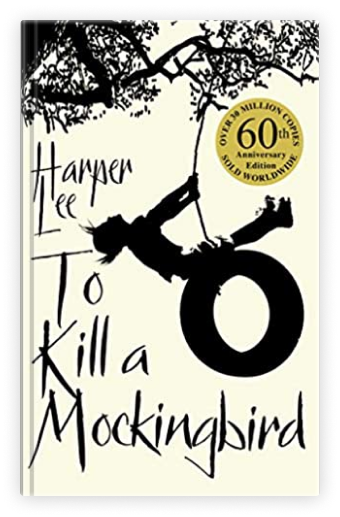 Harper
Lee
To
Kill a
Mockingbird
OVER 30 MILLION COPIES
60th
Anniversary
Edition
SOLD WORLDWIDE